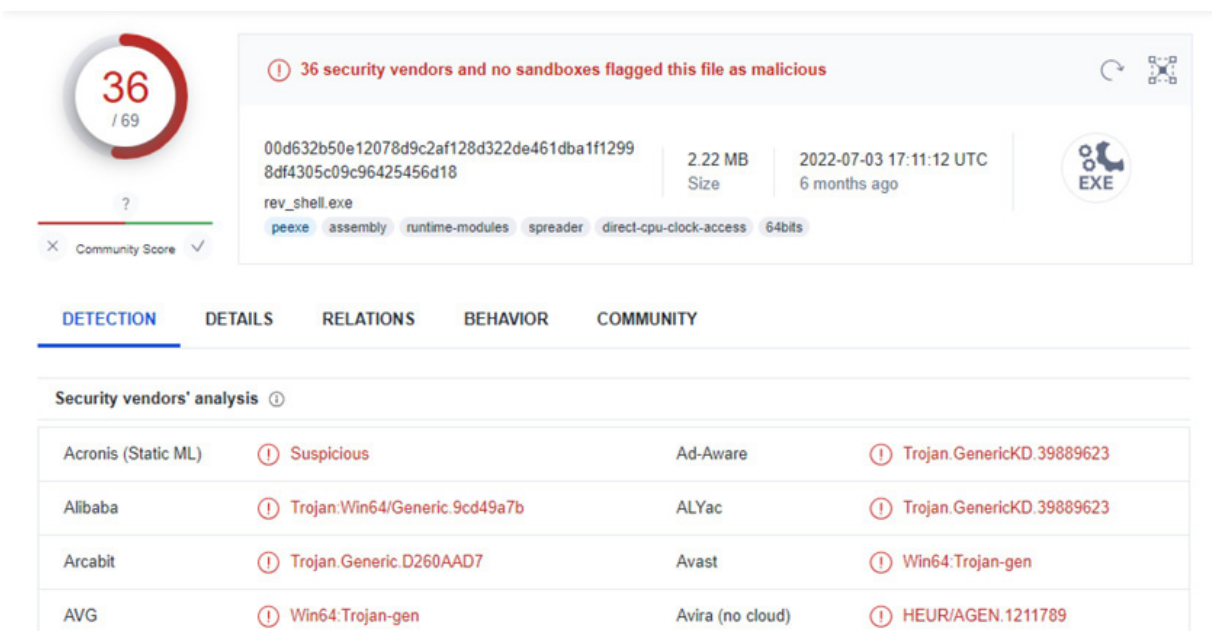 36
/ 69
?
Community Score
36 security vendors and no sandboxes flagged this file as malicious
00d632b50e12078d9c2af128d322de461dba1f1299
8df4305c09c96425456d18
rev_shell.exe
peexe assembly runtime-modules spreader direct-cpu-clock-access 64bits
2.22 MB
Size
2022-07-03 17:11:12 UTC
6 months ago
EXE
DETECTION DETAILS RELATIONS BEHAVIOR COMMUNITY
Security vendors' analysis
Acronis (Static ML) Suspicious Ad-Aware Trojan.GenericKD.39889623
Alibaba Trojan:Win64/Generic.9cd49a7b ALYac Trojan.GenericKD.39889623
Arcabit Trojan.Generic.D260AAD7 Avast Win64:Trojan-gen
AVG Win64:Trojan-gen Avira (no cloud) HEUR/AGEN.1211789